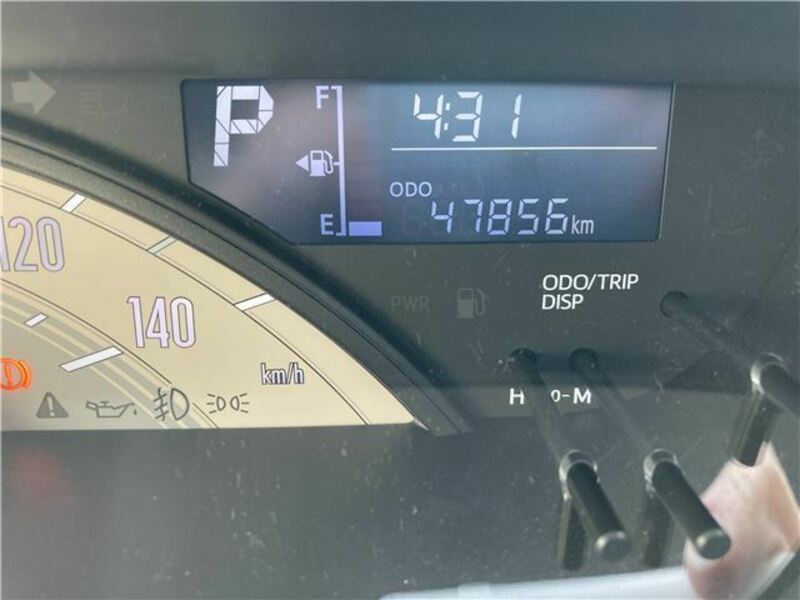 P
F
4:31
E
ODO 47856km
120
140
km/h
PWR
ODO/TRIP
DISP
H
-M